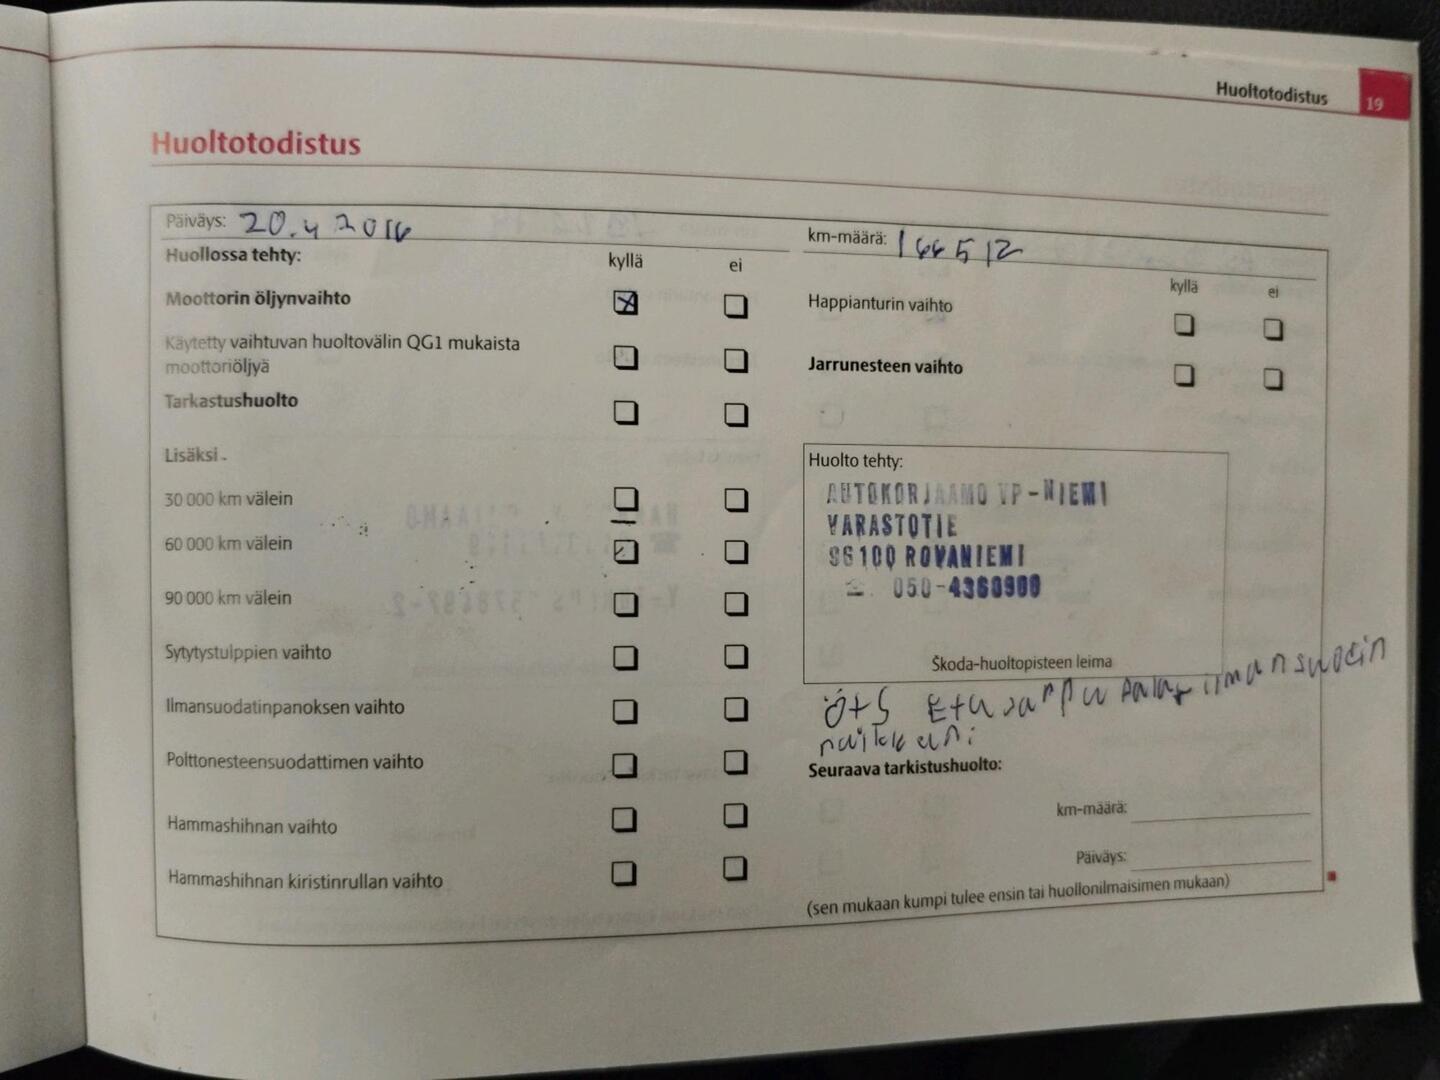 Huoltotodistus 19
Huoltotodistus
Päiväys: 20.4 2016
km-määrä: 166512
Huollossa tehty:
kyllä ei
Moottorin öljynvaihto
Käytetty vaihtuvan huoltovälin QG1 mukaista
moottoriöljyä
Tarkastushuolto
Lisäksi
30 000 km välein
60 000 km välein
90 000 km välein
Sytytystulppien vaihto
Ilmansuodatinpanoksen vaihto
Polttonesteensuodattimen vaihto
Hammashihnan vaihto
Hammashihnan kiristinrullan vaihto
kyllä ei
Happianturin vaihto
Jarrunesteen vaihto
Huolto tehty:
AUTOKORJAAMO VP-NIEMI
VARASTOTIE
96100 ROVANIEMI
☎ 050-4360900
Škoda-huoltopisteen leima
Ö+S Etu ilmansuodin
Seuraava tarkistushuolto:
km-määrä:
Päiväys:
(sen mukaan kumpi tulee ensin tai huollonilmaisimen mukaan)